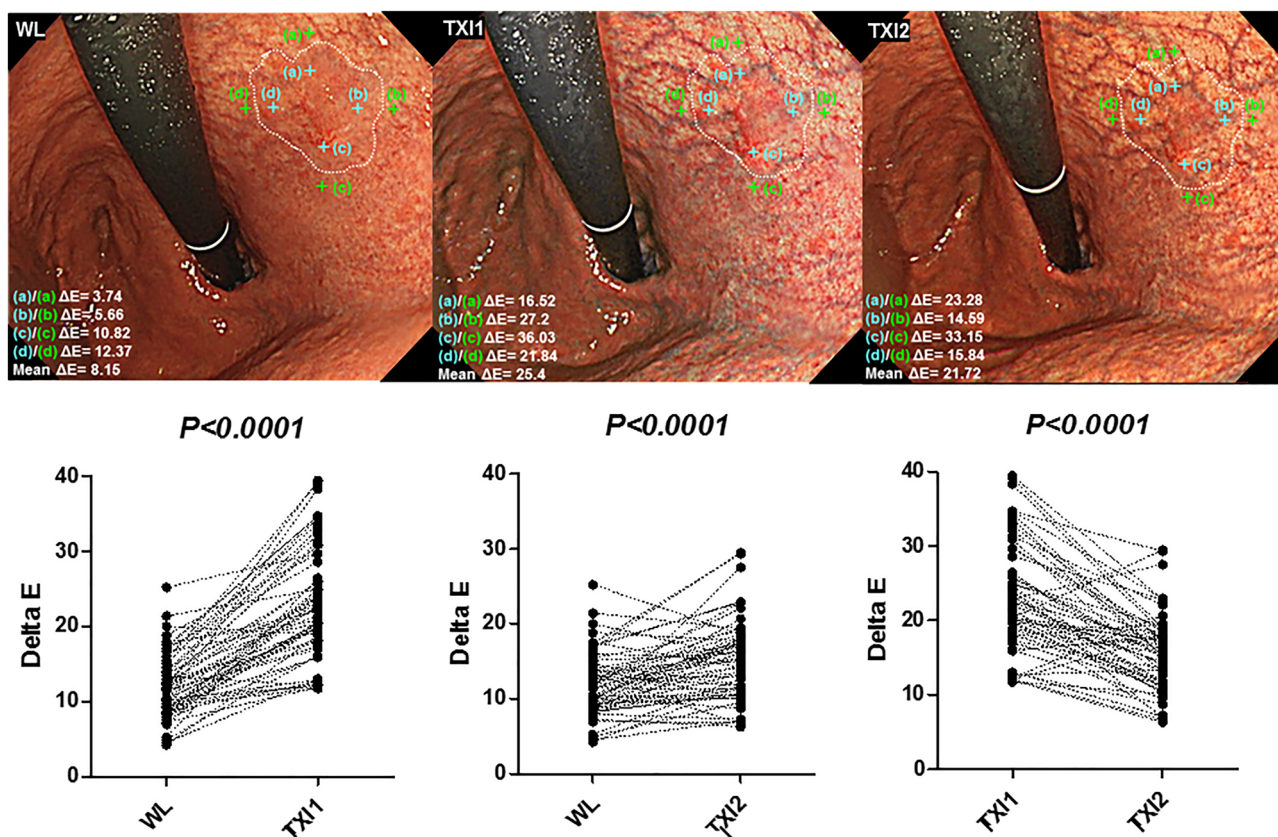 WL
(a)
(a)
(d)
(d)
(b)
(b)
(c)
(c)
(a)/(a) ΔE= 3.74
(b)/(b) ΔE= 5.66
(c)/(c) ΔE= 10.82
(d)/(d) ΔE= 12.37
Mean ΔE= 8.15
TXI1
(a)
(a)
(d)
(d)
(b)
(b)
(c)
(c)
(a)/(a) ΔE= 16.52
(b)/(b) ΔE= 27.2
(c)/(c) ΔE= 36.03
(d)/(d) ΔE= 21.84
Mean ΔE= 25.4
TXI2
(a)
(a)
(d)
(d)
(b)
(b)
(c)
(c)
(a)/(a) ΔE= 23.28
(b)/(b) ΔE= 14.59
(c)/(c) ΔE= 33.15
(d)/(d) ΔE= 15.84
Mean ΔE= 21.72
P<0.0001
Delta E
40
30
20
10
0
WL
TXI1
P<0.0001
Delta E
40
30
20
10
0
WL
TXI2
P<0.0001
Delta E
40
30
20
10
0
TXI1
TXI2